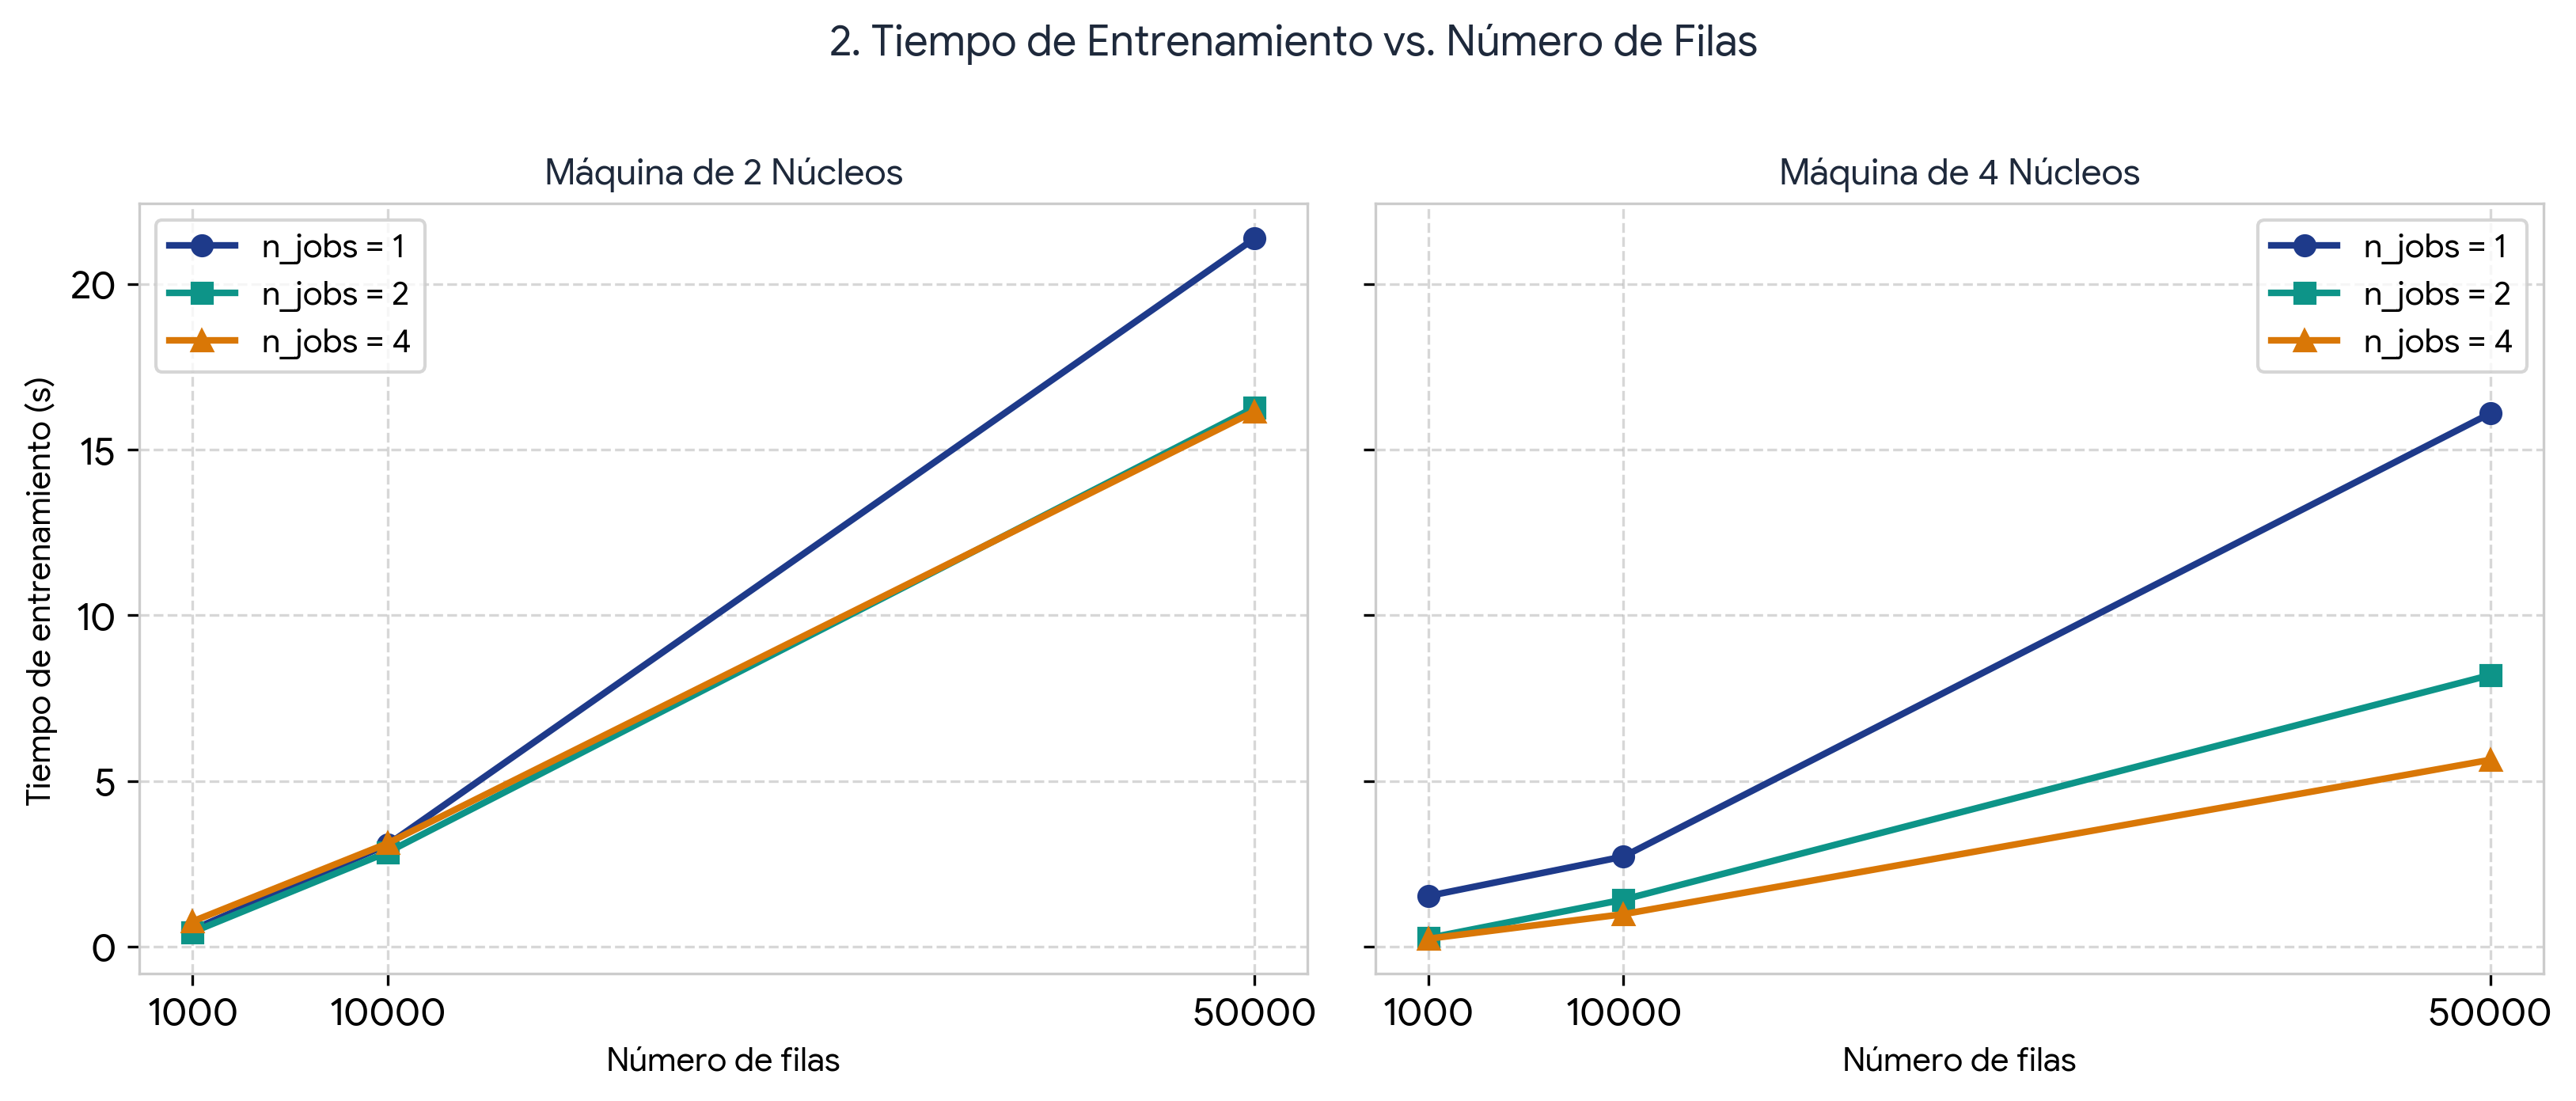 2. Tiempo de Entrenamiento vs. Número de Filas
Máquina de 2 Núcleos
n_jobs = 1
n_jobs = 2
n_jobs = 4
Tiempo de entrenamiento (s)
20
15
10
5
0
1000 10000 50000
Número de filas
Máquina de 4 Núcleos
n_jobs = 1
n_jobs = 2
n_jobs = 4
1000 10000 50000
Número de filas